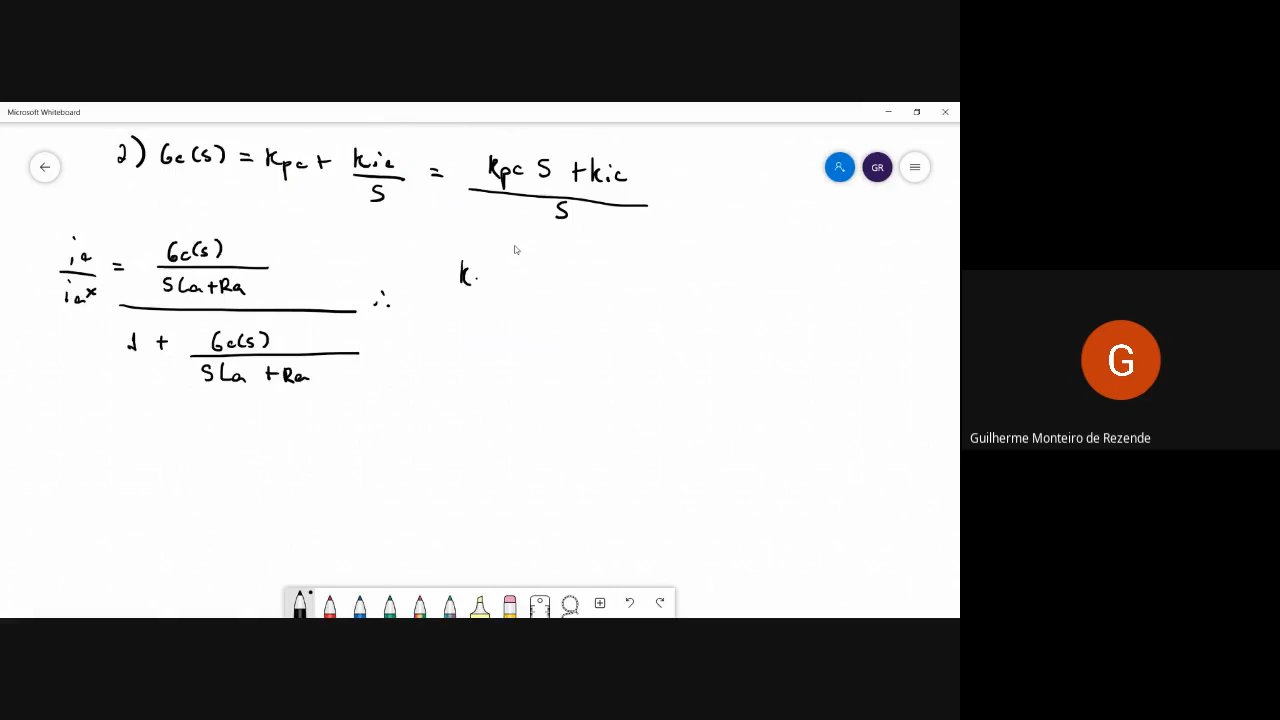 Microsoft Whiteboard
2) Gc(s) = kpc + kic/s = (kpc s + kic)/s
ia/ia* = (Gc(s)/(sLa+Ra)) / (1 + Gc(s)/(sLa+Ra)) ∴ k.
GR
G
Guilherme Monteiro de Rezende